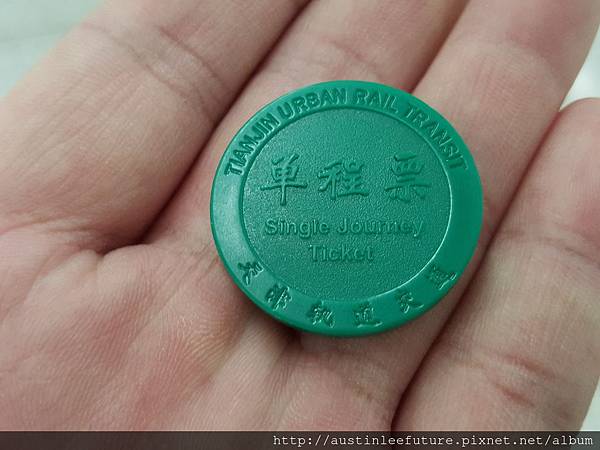 TIANJIN URBAN RAIL TRANSIT
单程票
Single Journey
Ticket
天津轨道交通
http://austinleefuture.pixnet.net/album